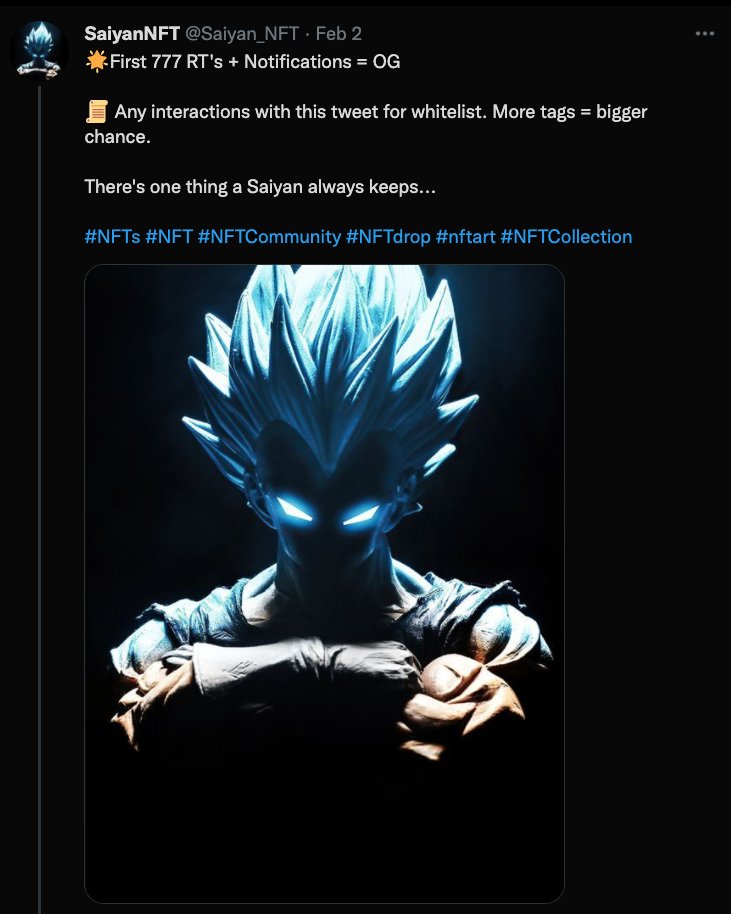 SaiyanNFT @Saiyan_NFT · Feb 2
🌟First 777 RT's + Notifications = OG
📜 Any interactions with this tweet for whitelist. More tags = bigger
chance.
There's one thing a Saiyan always keeps...
#NFTs #NFT #NFTCommunity #NFTdrop #nftart #NFTCollection